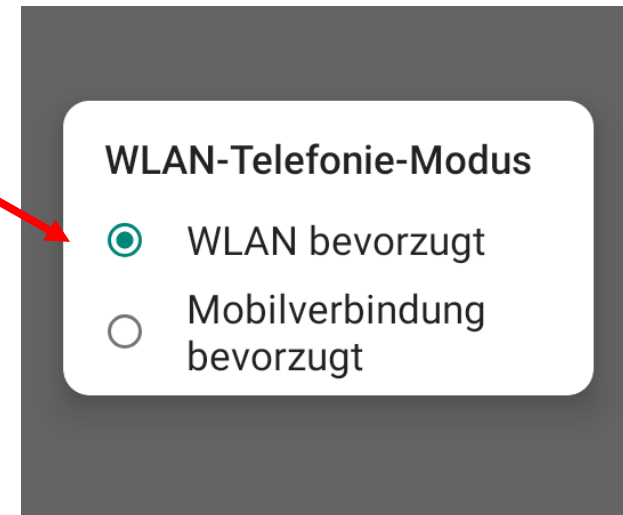 WLAN-Telefonie-Modus
WLAN bevorzugt
Mobilverbindung
bevorzugt